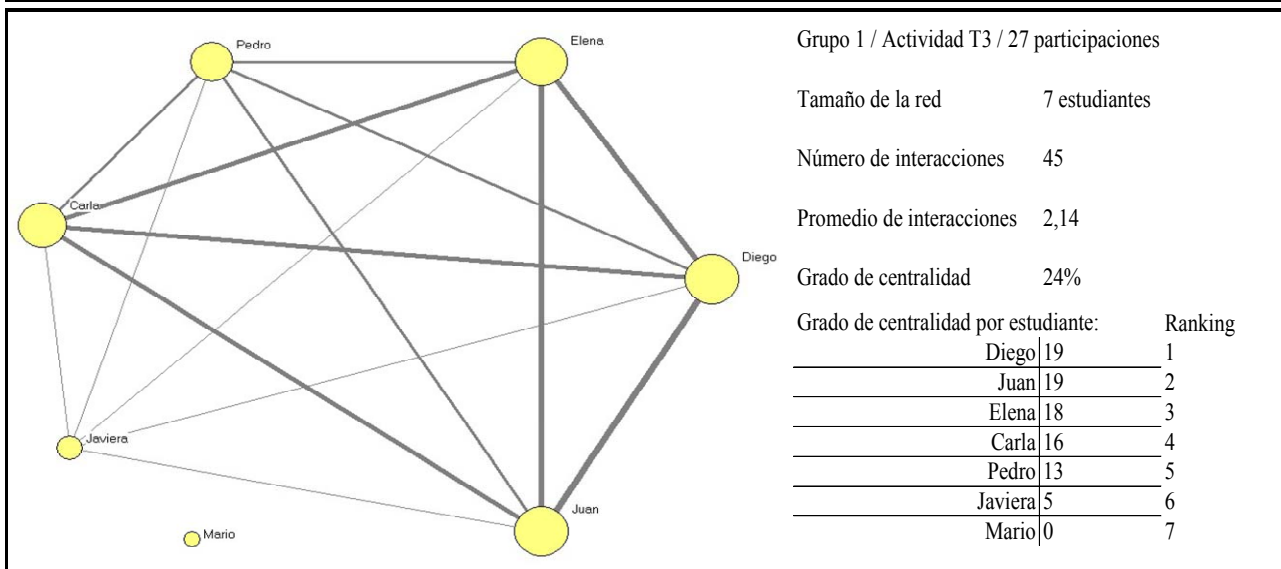 Pedro
Elena
Carla
Diego
Javiera
Juan
Mario
Grupo 1 / Actividad T3 / 27 participaciones
Tamaño de la red 7 estudiantes
Número de interacciones 45
Promedio de interacciones 2,14
Grado de centralidad 24%
Grado de centralidad por estudiante: Ranking
Diego 19 1
Juan 19 2
Elena 18 3
Carla 16 4
Pedro 13 5
Javiera 5 6
Mario 0 7